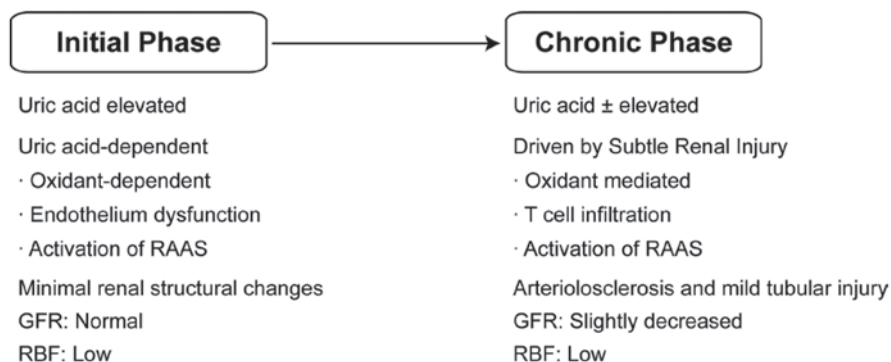 Initial Phase
Uric acid elevated
Uric acid-dependent
· Oxidant-dependent
· Endothelium dysfunction
· Activation of RAAS
Minimal renal structural changes
GFR: Normal
RBF: Low
Chronic Phase
Uric acid ± elevated
Driven by Subtle Renal Injury
· Oxidant mediated
· T cell infiltration
· Activation of RAAS
Arteriolosclerosis and mild tubular injury
GFR: Slightly decreased
RBF: Low